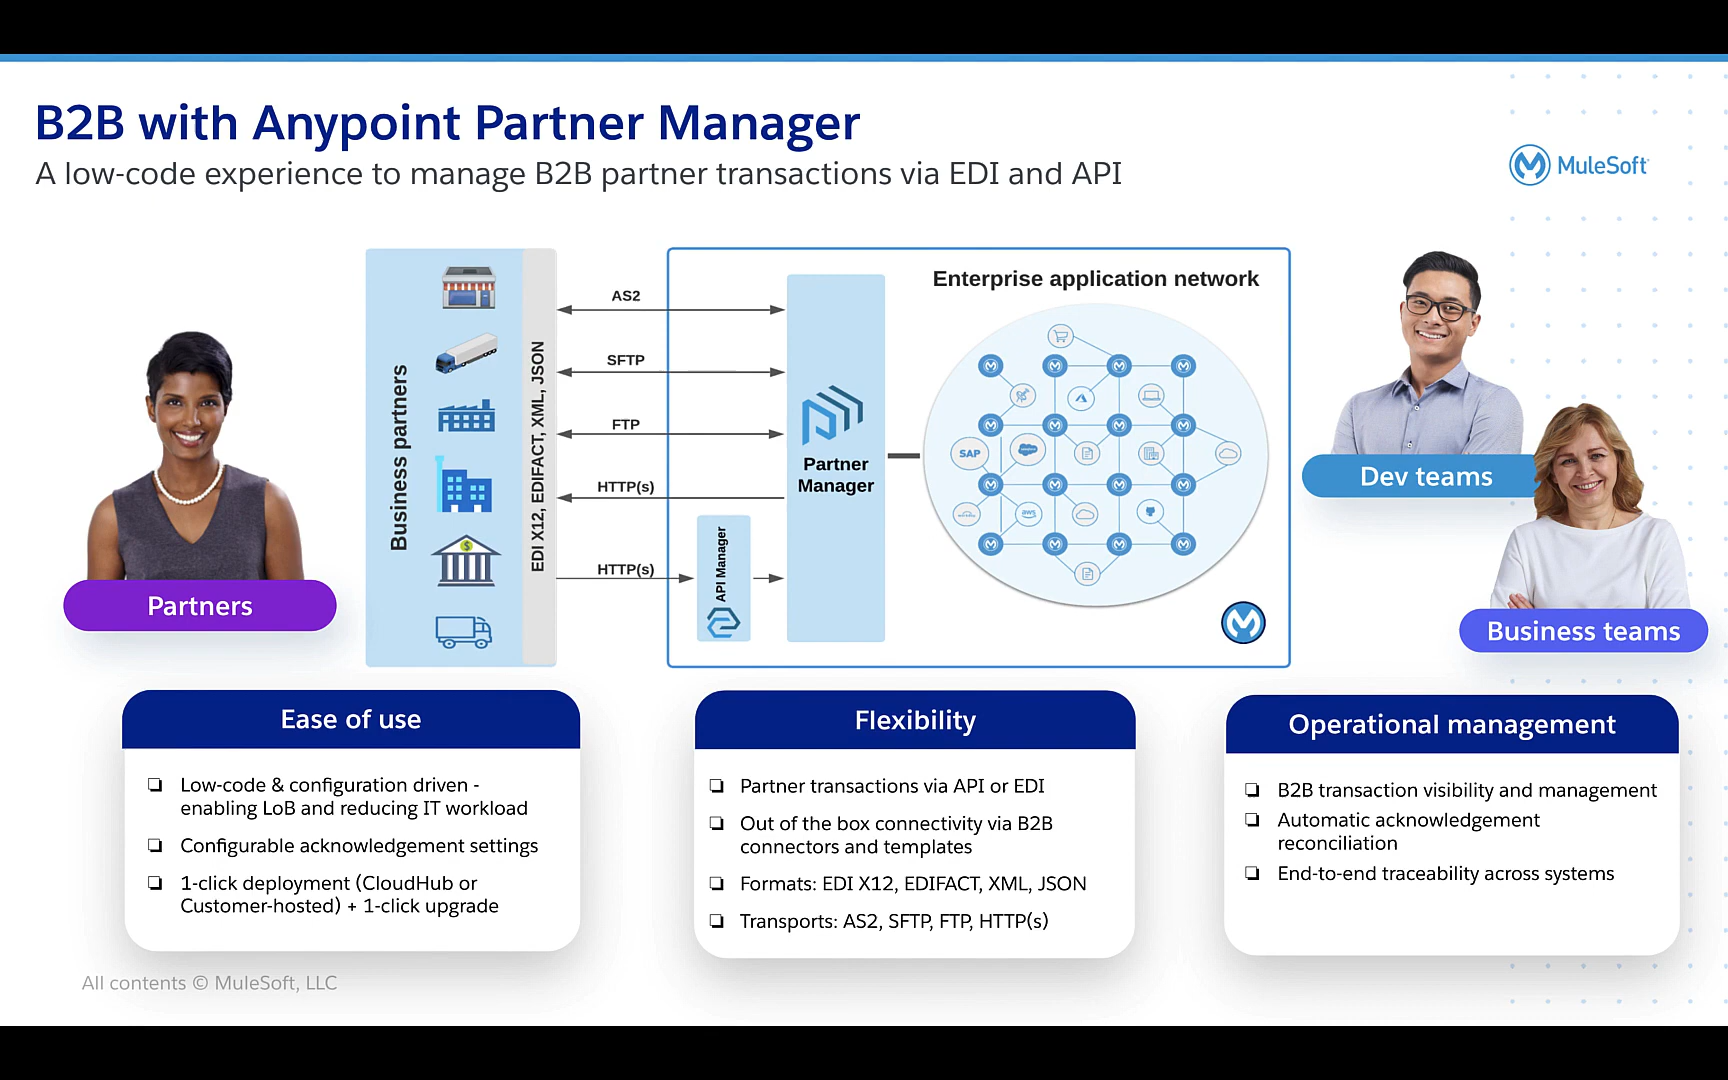 B2B with Anypoint Partner Manager
A low-code experience to manage B2B partner transactions via EDI and API
MuleSoft
Partners
Business partners
EDI X12, EDIFACT, XML, JSON
AS2
SFTP
FTP
HTTP(s)
HTTP(s)
API Manager
Partner
Manager
Enterprise application network
SAP
aws
Dev teams
Business teams
Ease of use
Low-code & configuration driven -
enabling LoB and reducing IT workload
Configurable acknowledgement settings
1-click deployment (CloudHub or
Customer-hosted) + 1-click upgrade
Flexibility
Partner transactions via API or EDI
Out of the box connectivity via B2B
connectors and templates
Formats: EDI X12, EDIFACT, XML, JSON
Transports: AS2, SFTP, FTP, HTTP(s)
Operational management
B2B transaction visibility and management
Automatic acknowledgement
reconciliation
End-to-end traceability across systems
All contents © MuleSoft, LLC